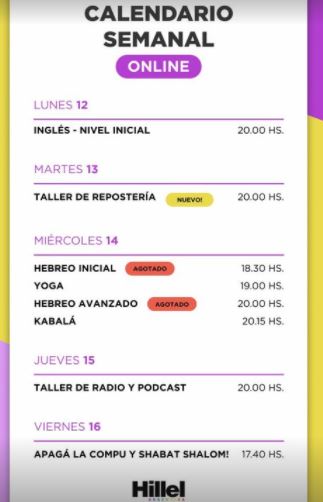 CALENDARIO
SEMANAL
ONLINE
LUNES 12
INGLÉS - NIVEL INICIAL 20.00 HS.
MARTES 13
TALLER DE REPOSTERÍA NUEVO! 20.00 HS.
MIÉRCOLES 14
HEBREO INICIAL AGOTADO 18.30 HS.
YOGA 19.00 HS.
HEBREO AVANZADO AGOTADO 20.00 HS.
KABALÁ 20.15 HS.
JUEVES 15
TALLER DE RADIO Y PODCAST 20.00 HS.
VIERNES 16
APAGÁ LA COMPU Y SHABAT SHALOM! 17.40 HS.
Hillel